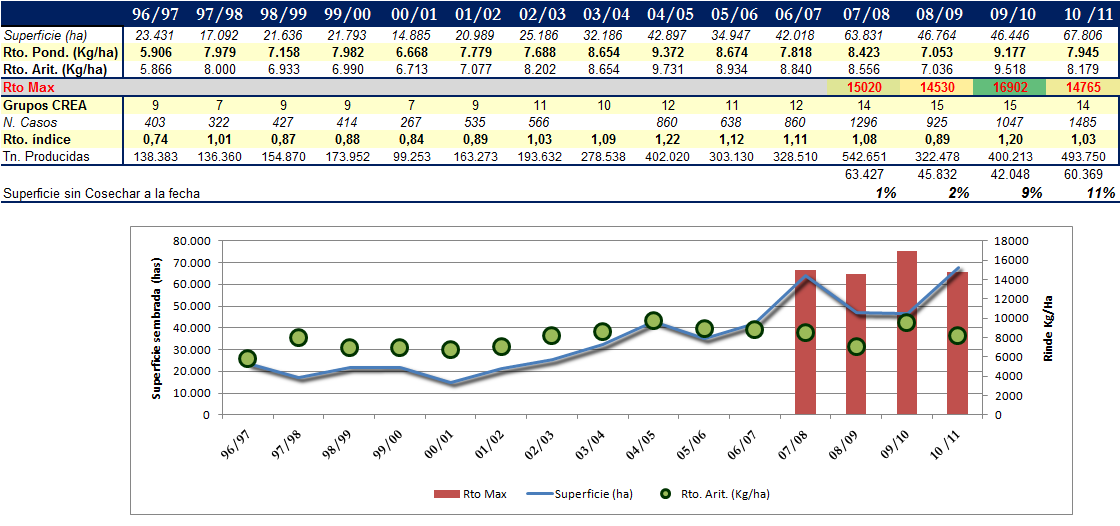 96/97 97/98 98/99 99/00 00/01 01/02 02/03 03/04 04/05 05/06 06/07 07/08 08/09 09/10 10 /11
Superficie (ha) 23.431 17.092 21.636 21.793 14.885 20.989 25.186 32.186 42.897 34.947 42.018 63.831 46.764 46.446 67.806
Rto. Pond. (Kg/ha) 5.906 7.979 7.158 7.982 6.668 7.779 7.688 8.654 9.372 8.674 7.818 8.423 7.053 9.177 7.945
Rto. Arit. (Kg/ha) 5.866 8.000 6.933 6.990 6.713 7.077 8.202 8.654 9.731 8.934 8.840 8.556 7.036 9.518 8.179
Rto Max 15020 14530 16902 14765
Grupos CREA 9 7 9 9 7 9 11 10 12 11 12 14 15 15 14
N. Casos 403 322 427 414 267 535 566 860 638 860 1296 925 1047 1485
Rto. índice 0,74 1,01 0,87 0,88 0,84 0,89 1,03 1,09 1,22 1,12 1,11 1,08 0,89 1,20 1,03
Tn. Producidas 138.383 136.360 154.870 173.952 99.253 163.273 193.632 278.538 402.020 303.130 328.510 542.651 322.478 400.213 493.750
63.427 45.832 42.048 60.369
Superficie sin Cosechar a la fecha 1% 2% 9% 11%
Superficie sembrada (has)
80.000
70.000
60.000
50.000
40.000
30.000
20.000
10.000
0
18000
16000
14000
12000
10000
8000
6000
4000
2000
0
Rinde Kg/Ha
96/97 97/98 98/99 99/00 00/01 01/02 02/03 03/04 04/05 05/06 06/07 07/08 08/09 09/10 10 /11
Rto Max Superficie (ha) Rto. Arit. (Kg/ha)